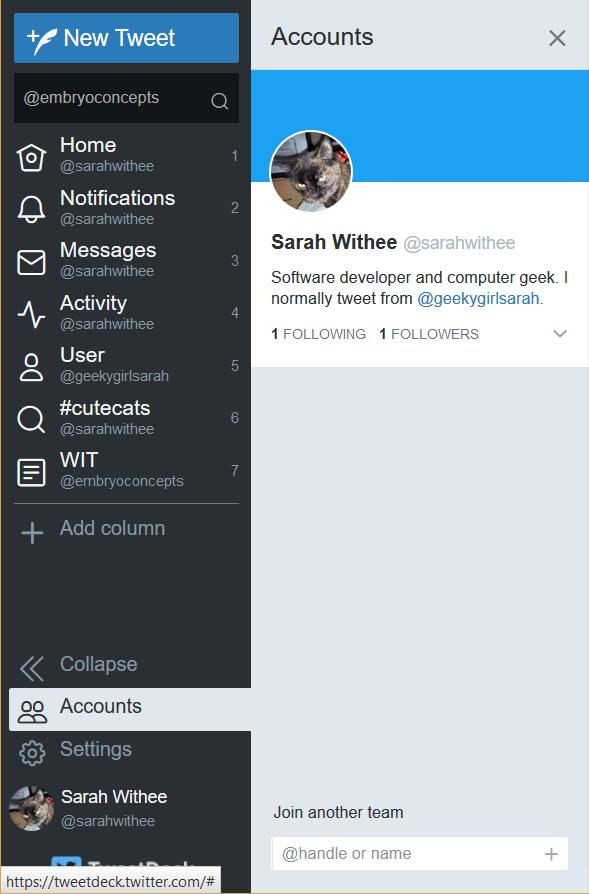 New Tweet
@embryoconcepts
Home
@sarahwithee
1
Notifications
@sarahwithee
2
Messages
@sarahwithee
3
Activity
@sarahwithee
4
User
@geekygirlsarah
5
#cutecats
@sarahwithee
6
WIT
@embryoconcepts
7
Add column
Collapse
Accounts
Settings
Sarah Withee
@sarahwithee
TweetDeck
https://tweetdeck.twitter.com/#
Accounts
Sarah Withee @sarahwithee
Software developer and computer geek. I
normally tweet from @geekygirlsarah.
1 FOLLOWING 1 FOLLOWERS
Join another team
@handle or name